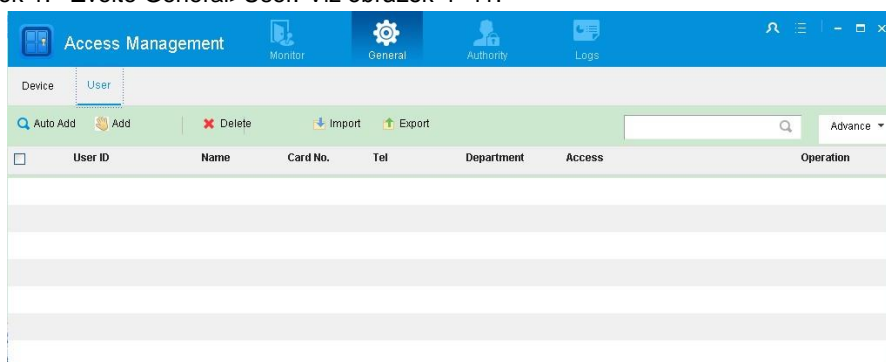 Access Management
Monitor
General
Authority
Logs
Device
User
Auto Add
Add
Delete
Import
Export
Advance
User ID
Name
Card No.
Tel
Department
Access
Operation